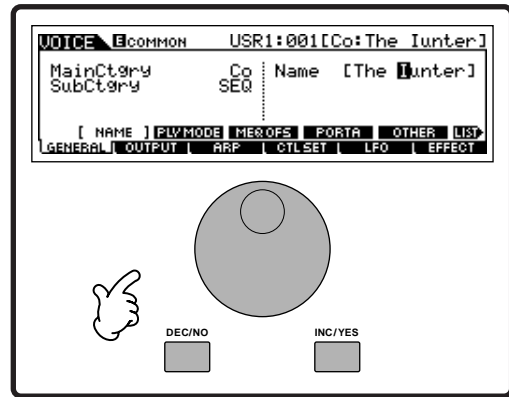 VOICE ECOMMON USR1:001[Co:The Iunter]
MainCtgry Co Name [The Iunter]
SubCtgry SEQ
[ NAME ] PLYMODE MEQOFS PORTA OTHER LIST
GENERAL OUTPUT ARP CTLSET LFO EFFECT
DEC/NO INC/YES